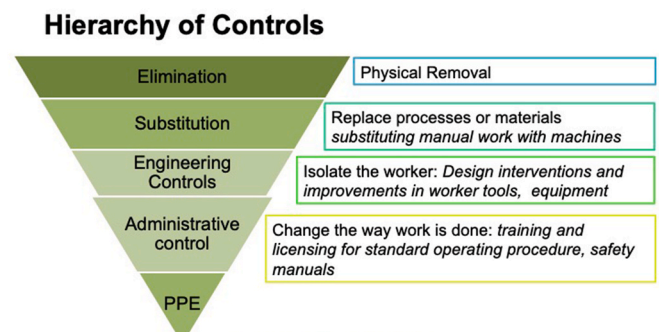 Hierarchy of Controls
Elimination
Physical Removal
Substitution
Replace processes or materials
substituting manual work with machines
Engineering
Controls
Isolate the worker: Design interventions and
improvements in worker tools, equipment
Administrative
control
Change the way work is done: training and
licensing for standard operating procedure, safety
manuals
PPE